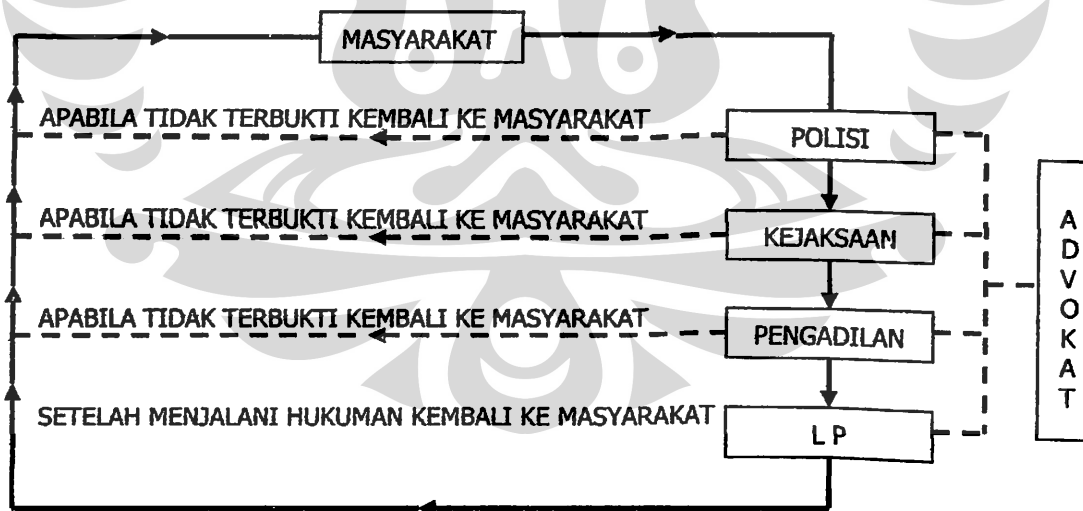 MASYARAKAT
APABILA TIDAK TERBUKTI KEMBALI KE MASYARAKAT
POLISI
APABILA TIDAK TERBUKTI KEMBALI KE MASYARAKAT
KEJAKSAAN
APABILA TIDAK TERBUKTI KEMBALI KE MASYARAKAT
PENGADILAN
SETELAH MENJALANI HUKUMAN KEMBALI KE MASYARAKAT
L P
A
D
V
O
K
A
T